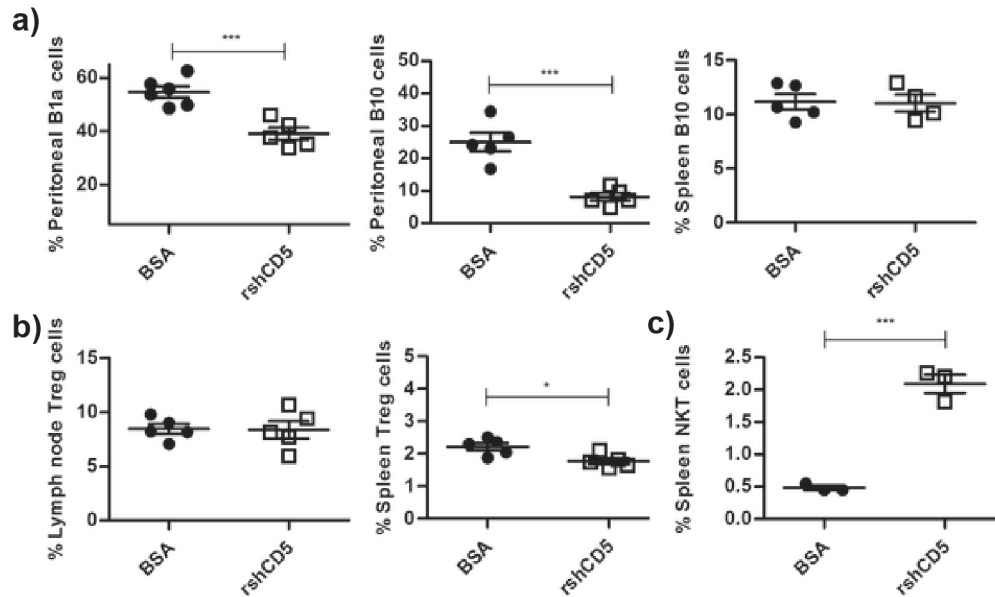 a)
% Peritoneal B1a cells
60
40
20
***
BSA
rshCD5
% Peritoneal B10 cells
50
40
30
20
10
0
***
BSA
rshCD5
% Spleen B10 cells
15
10
5
0
BSA
rshCD5
b)
% Lymph node Treg cells
15
10
5
0
BSA
rshCD5
% Spleen Treg cells
5
4
3
2
1
0
*
BSA
rshCD5
c)
% Spleen NKT cells
2.5
2.0
1.5
1.0
0.5
0.0
***
BSA
rshCD5